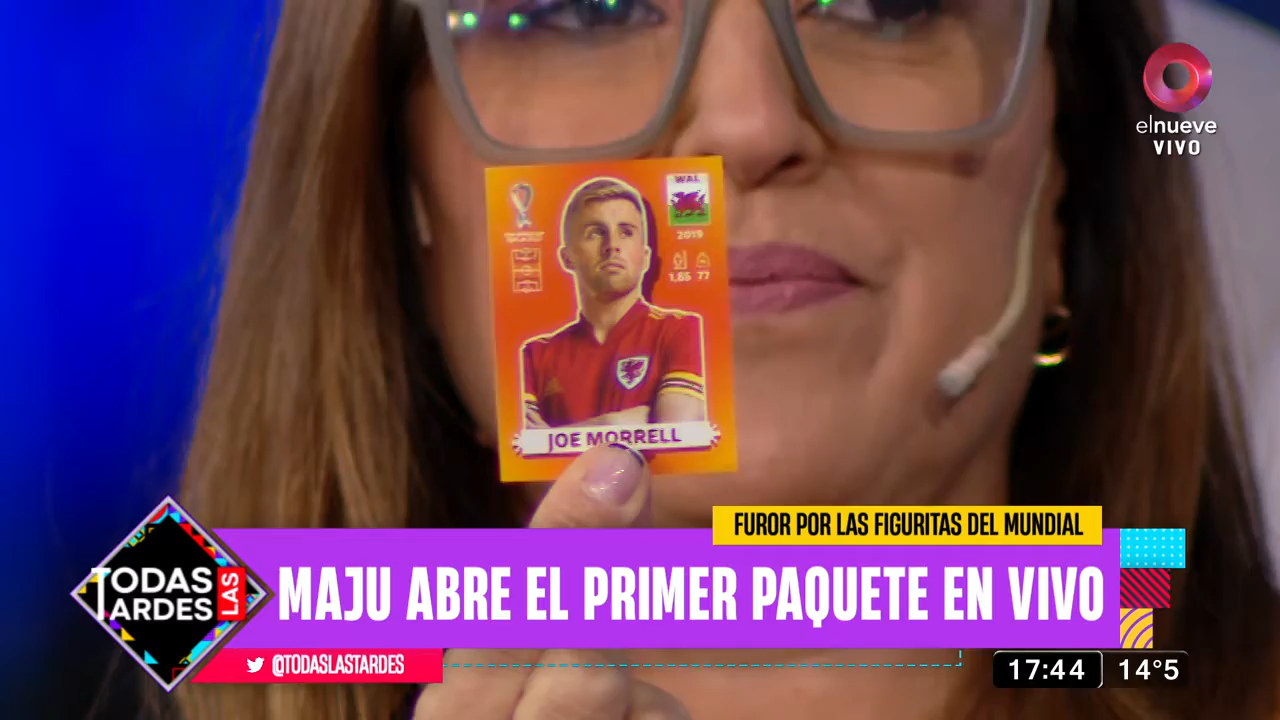 elnueve
VIVO
WAL
2019
1,85 77
JOE MORRELL
FUROR POR LAS FIGURITAS DEL MUNDIAL
TODAS
LAS
TARDES
MAJU ABRE EL PRIMER PAQUETE EN VIVO
@TODASLASTARDES
17:44 14°5